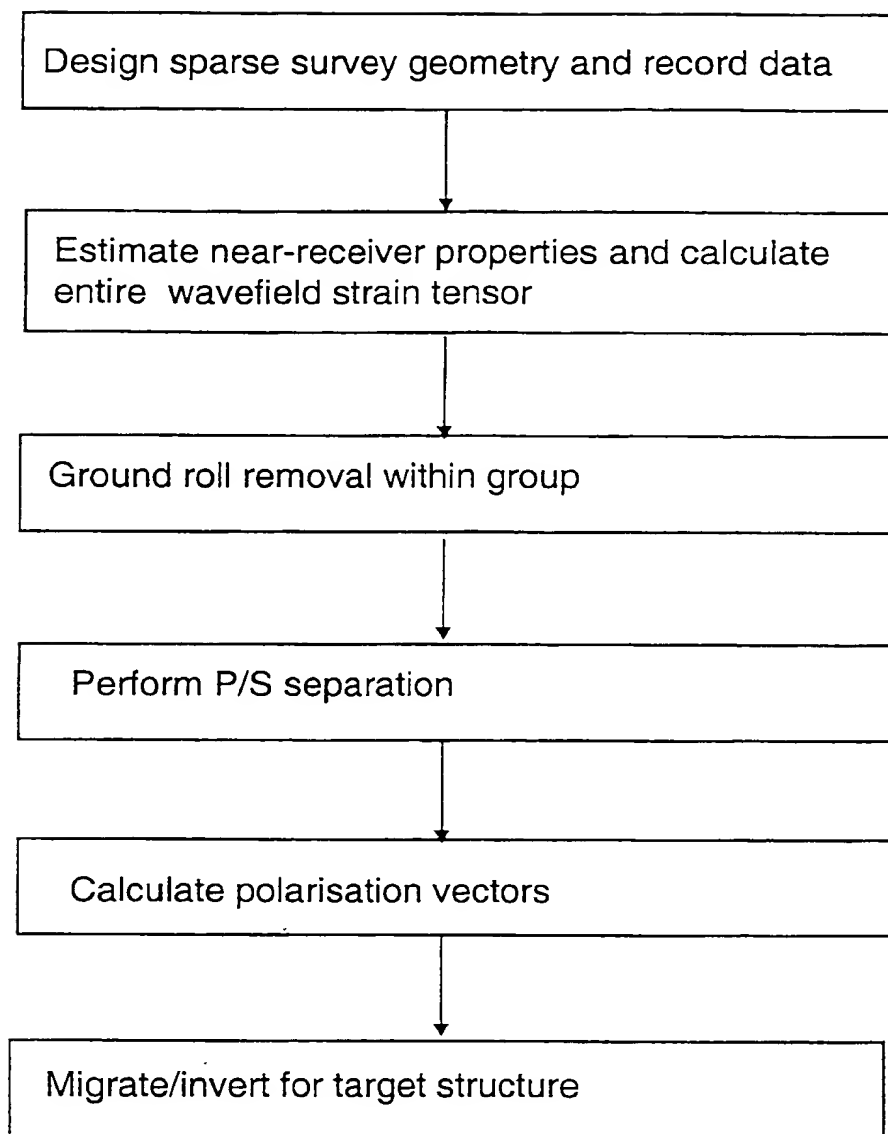 Design sparse survey geometry and record data
Estimate near-receiver properties and calculate
entire wavefield strain tensor
Ground roll removal within group
Perform P/S separation
Calculate polarisation vectors
Migrate/invert for target structure